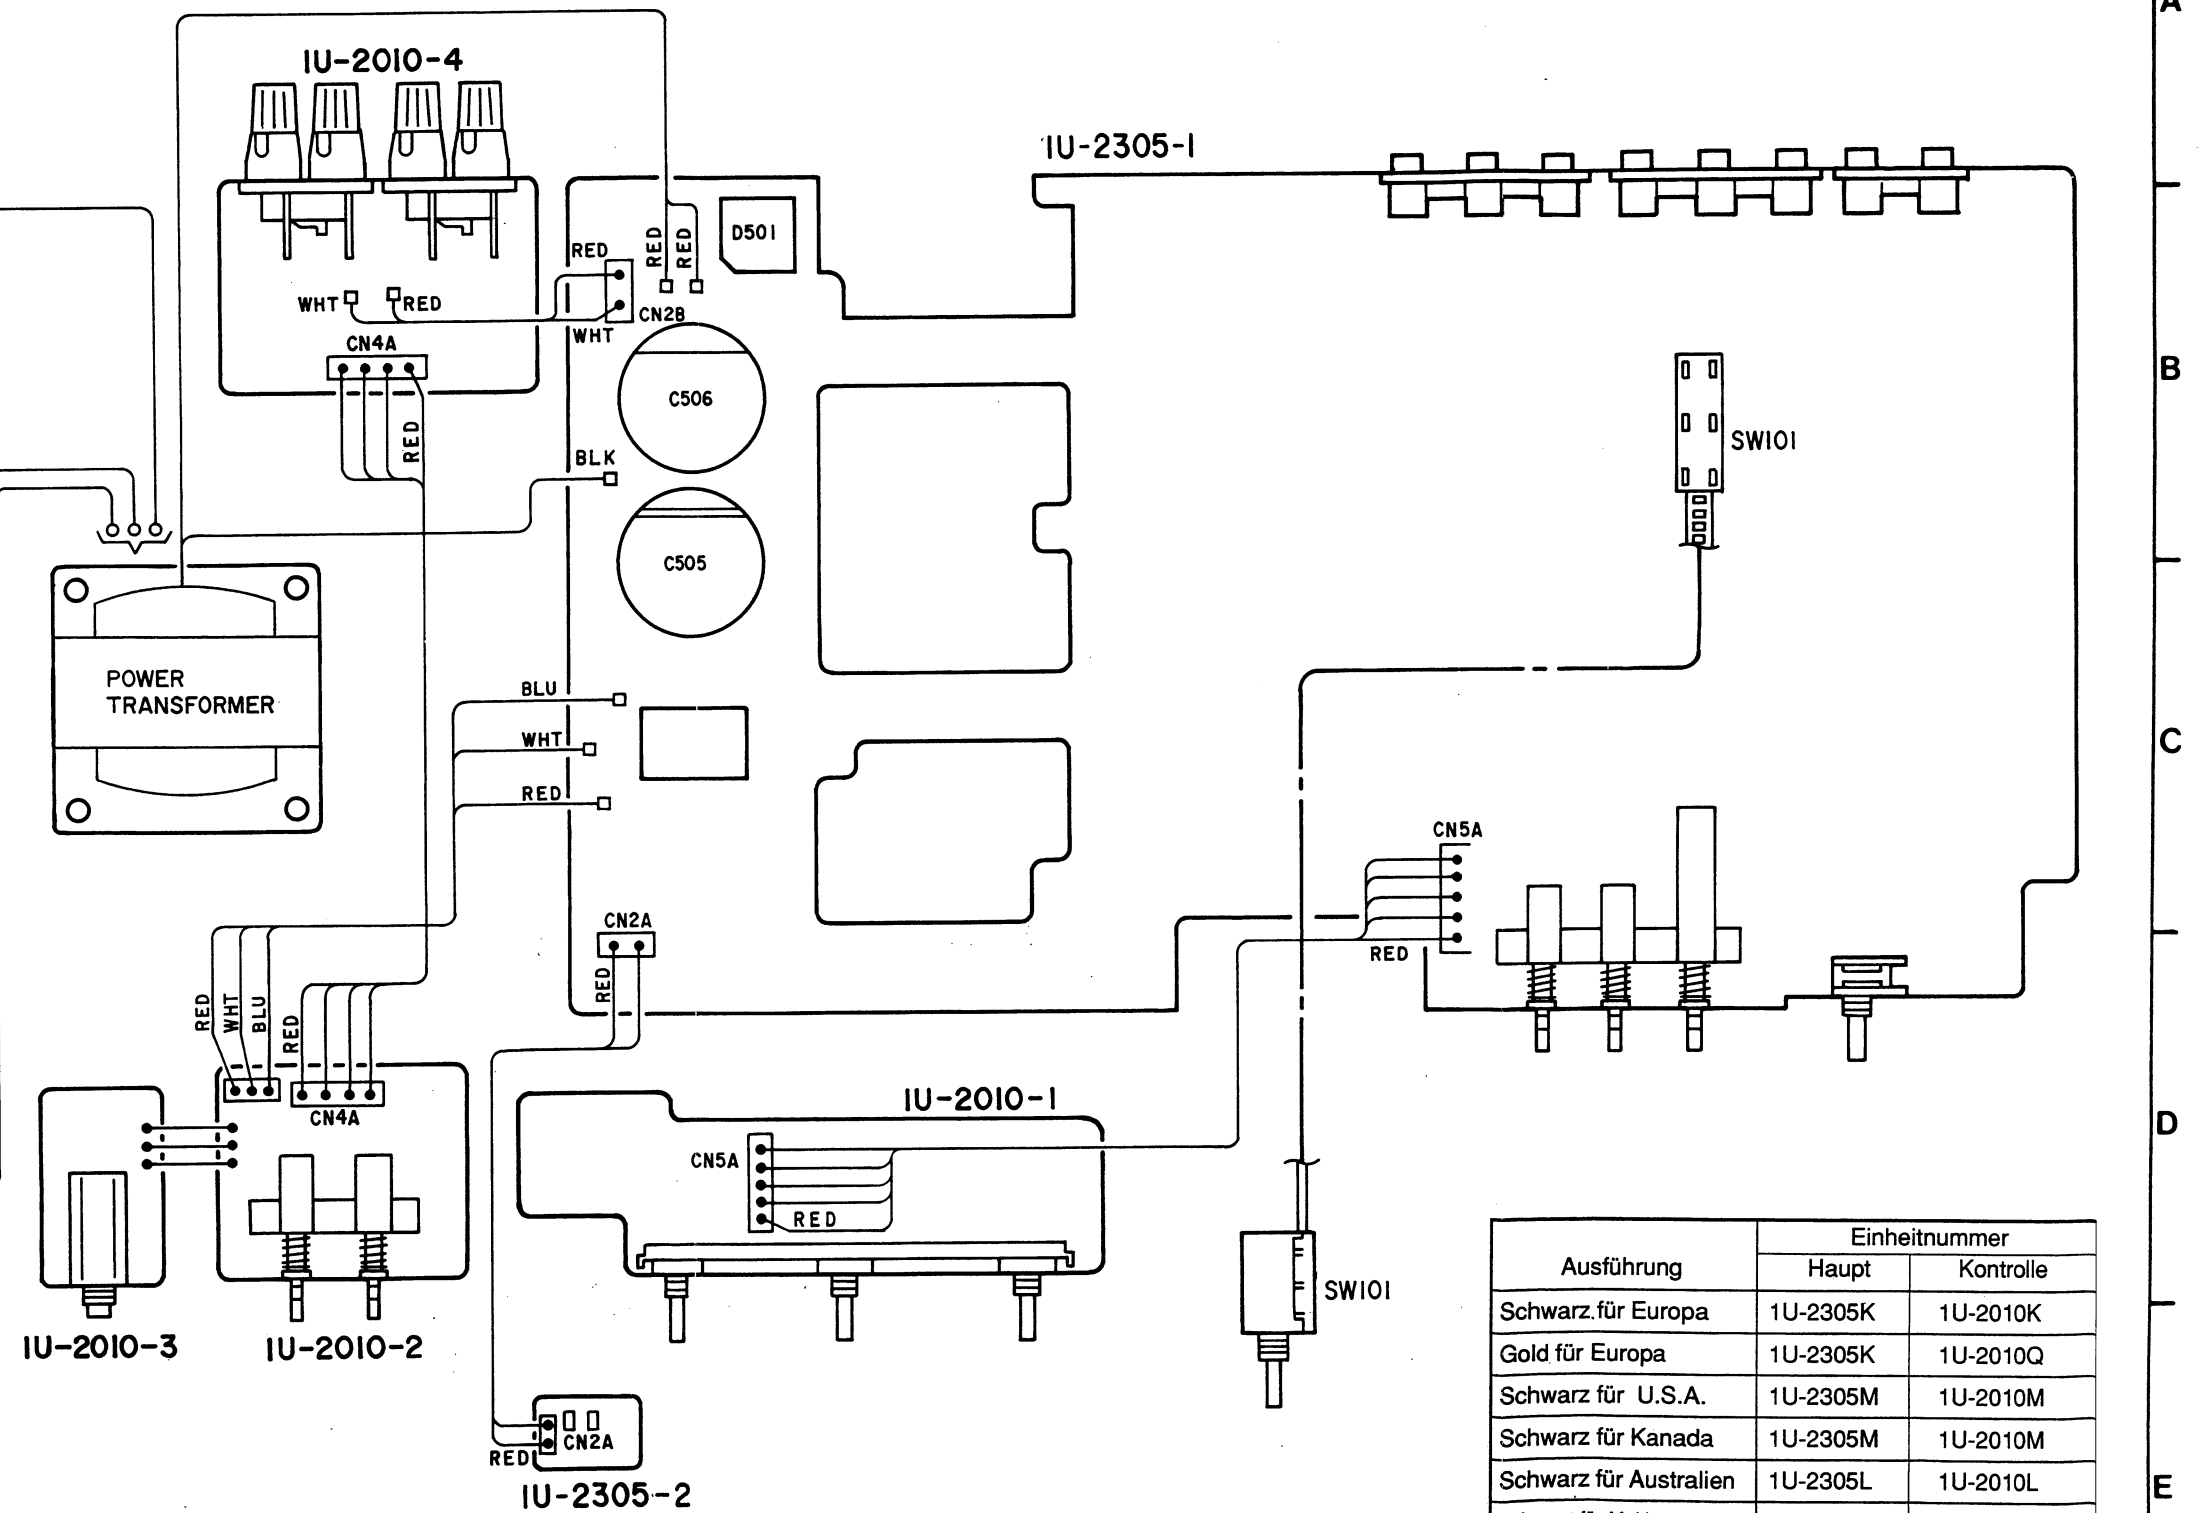 A
1U-2010-4
1U-2305-1
RED
RED
RED
D501
WHT
RED
CN2B
WHT
CN4A
B
C506
RED
SW101
BLK
C505
POWER
TRANSFORMER
BLU
WHT
C
RED
CN5A
CN2A
RED
RED
RED
WHT
BLU
RED
CN4A
1U-2010-1
D
CN5A
RED
SW101
1U-2010-3
1U-2010-2
CN2A
RED
1U-2305-2
Einheitnummer
Ausführung
Haupt
Kontrolle
Schwarz für Europa 1U-2305K 1U-2010K
Gold für Europa 1U-2305K 1U-2010Q
Schwarz für U.S.A. 1U-2305M 1U-2010M
Schwarz für Kanada 1U-2305M 1U-2010M
Schwarz für Australien 1U-2305L 1U-2010L
E